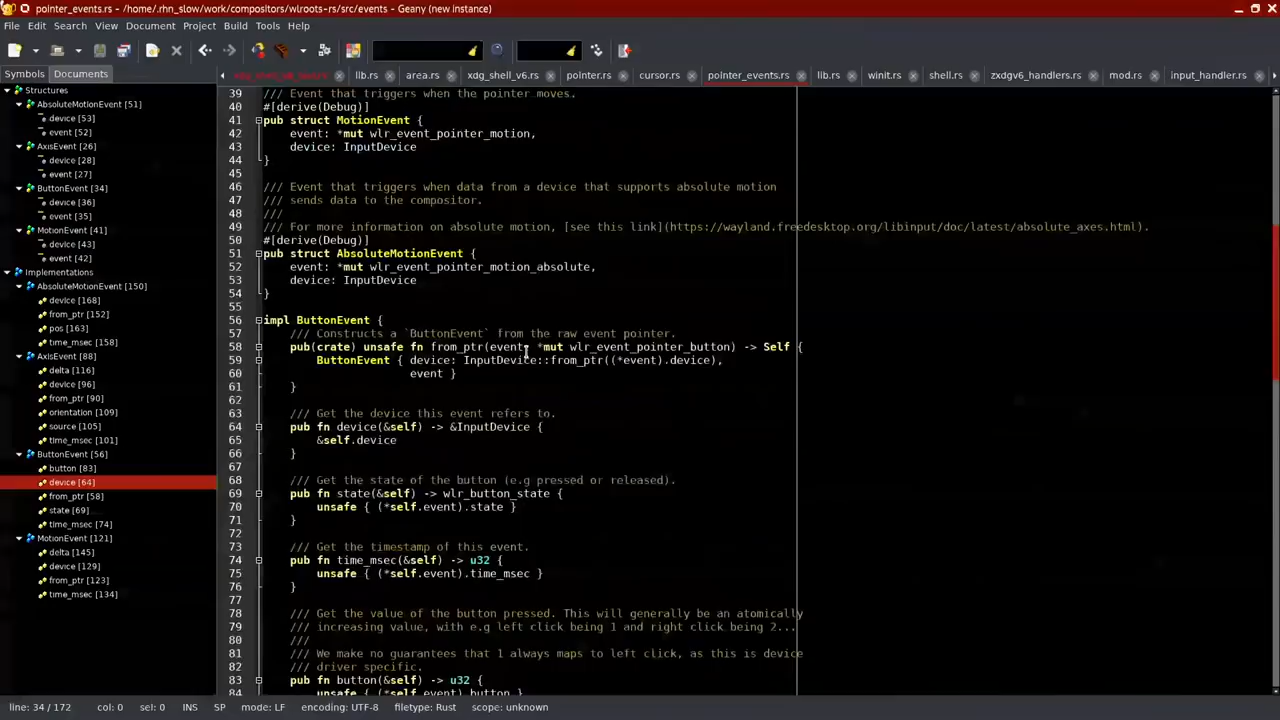 pointer_events.rs - /home/.rhn_slow/work/compositors/wlroots-rs/src/events - Geany (new instance)
File Edit Search View Document Project Build Tools Help
Symbols Documents
lib.rs area.rs xdg_shell_v6.rs pointer.rs cursor.rs pointer_events.rs lib.rs winit.rs shell.rs zxdgv6_handlers.rs mod.rs input_handler.rs
Structures
AbsoluteMotionEvent [51]
device [53]
event [52]
AxisEvent [26]
device [28]
event [27]
ButtonEvent [34]
device [36]
event [35]
MotionEvent [41]
device [43]
event [42]
Implementations
AbsoluteMotionEvent [150]
device [168]
from_ptr [152]
pos [163]
time_msec [158]
AxisEvent [88]
delta [116]
device [96]
from_ptr [90]
orientation [109]
source [105]
time_msec [101]
ButtonEvent [56]
button [83]
device [64]
from_ptr [58]
state [69]
time_msec [74]
MotionEvent [121]
delta [145]
device [129]
from_ptr [123]
time_msec [134]
39 /// Event that triggers when the pointer moves.
40 #[derive(Debug)]
41 pub struct MotionEvent {
42 event: *mut wlr_event_pointer_motion,
43 device: InputDevice
44 }
45
46 /// Event that triggers when data from a device that supports absolute motion
47 /// sends data to the compositor.
48 ///
49 /// For more information on absolute motion, [see this link](https://wayland.freedesktop.org/libinput/doc/latest/absolute_axes.html).
50 #[derive(Debug)]
51 pub struct AbsoluteMotionEvent {
52 event: *mut wlr_event_pointer_motion_absolute,
53 device: InputDevice
54 }
55
56 impl ButtonEvent {
57 /// Constructs a `ButtonEvent` from the raw event pointer.
58 pub(crate) unsafe fn from_ptr(event: *mut wlr_event_pointer_button) -> Self {
59 ButtonEvent { device: InputDevice::from_ptr((*event).device),
60 event }
61 }
62
63 /// Get the device this event refers to.
64 pub fn device(&self) -> &InputDevice {
65 &self.device
66 }
67
68 /// Get the state of the button (e.g pressed or released).
69 pub fn state(&self) -> wlr_button_state {
70 unsafe { (*self.event).state }
71 }
72
73 /// Get the timestamp of this event.
74 pub fn time_msec(&self) -> u32 {
75 unsafe { (*self.event).time_msec }
76 }
77
78 /// Get the value of the button pressed. This will generally be an atomically
79 /// increasing value, with e.g left click being 1 and right click being 2...
80 ///
81 /// We make no guarantees that 1 always maps to left click, as this is device
82 /// driver specific.
83 pub fn button(&self) -> u32 {
84 unsafe { (*self.event).button }
line: 34 / 172 col: 0 sel: 0 INS SP mode: LF encoding: UTF-8 filetype: Rust scope: unknown